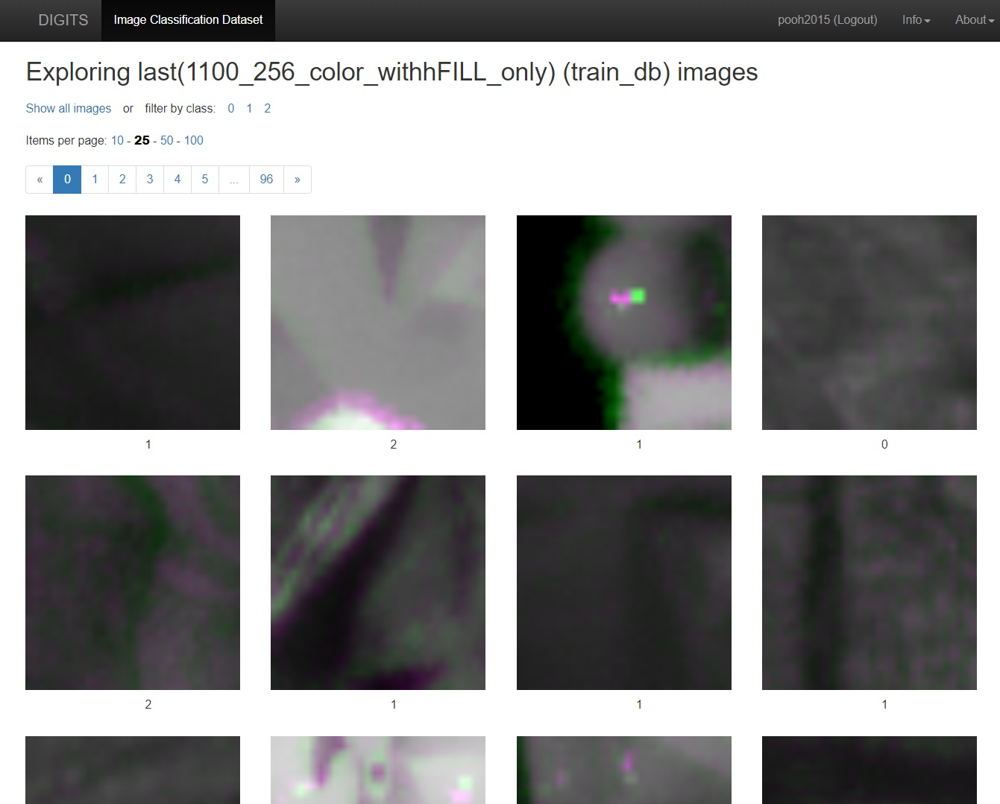 DIGITS Image Classification Dataset pooh2015 (Logout) Info About
Exploring last(1100_256_color_withhFILL_only) (train_db) images
Show all images or filter by class: 0 1 2
Items per page: 10 - 25 - 50 - 100
« 0 1 2 3 4 5 ... 96 »
1 2 1 0
2 1 1 1